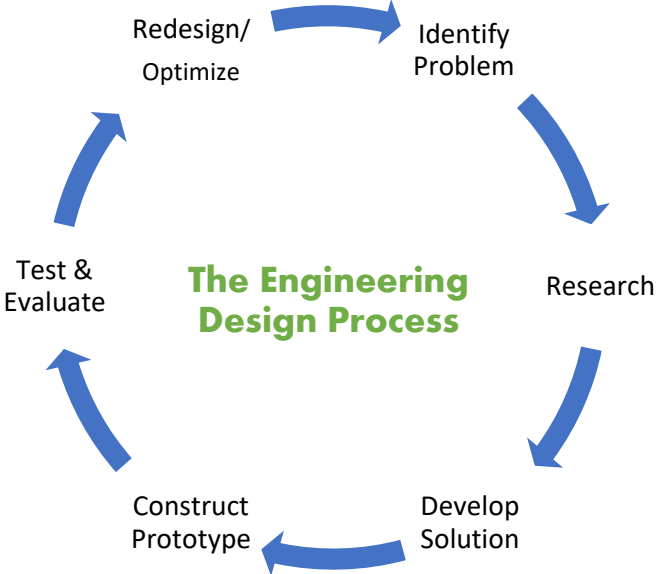 Redesign/
Optimize
Identify
Problem
Research
Develop
Solution
Construct
Prototype
Test &
Evaluate
The Engineering
Design Process